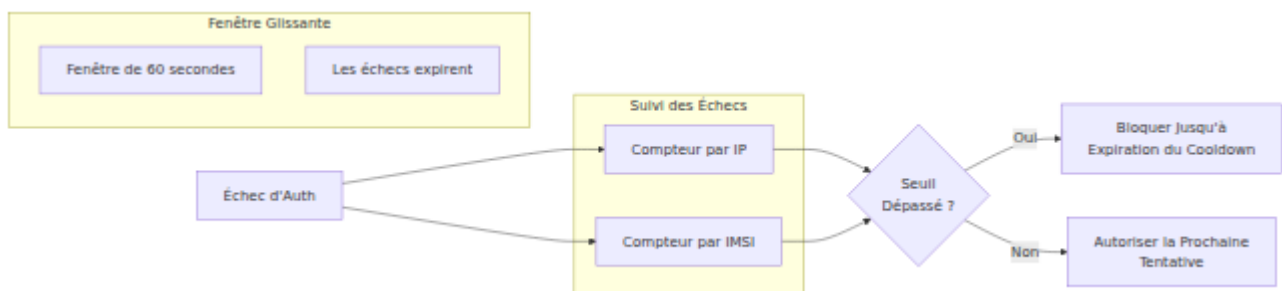 Fenêtre Glissante
Fenêtre de 60 secondes
Les échecs expirent
Suivi des Échecs
Compteur par IP
Échec d'Auth
Compteur par IMSI
Seuil
Dépassé ?
Oui
Bloquer Jusqu'à
Expiration du Cooldown
Non
Autoriser la Prochaine
Tentative